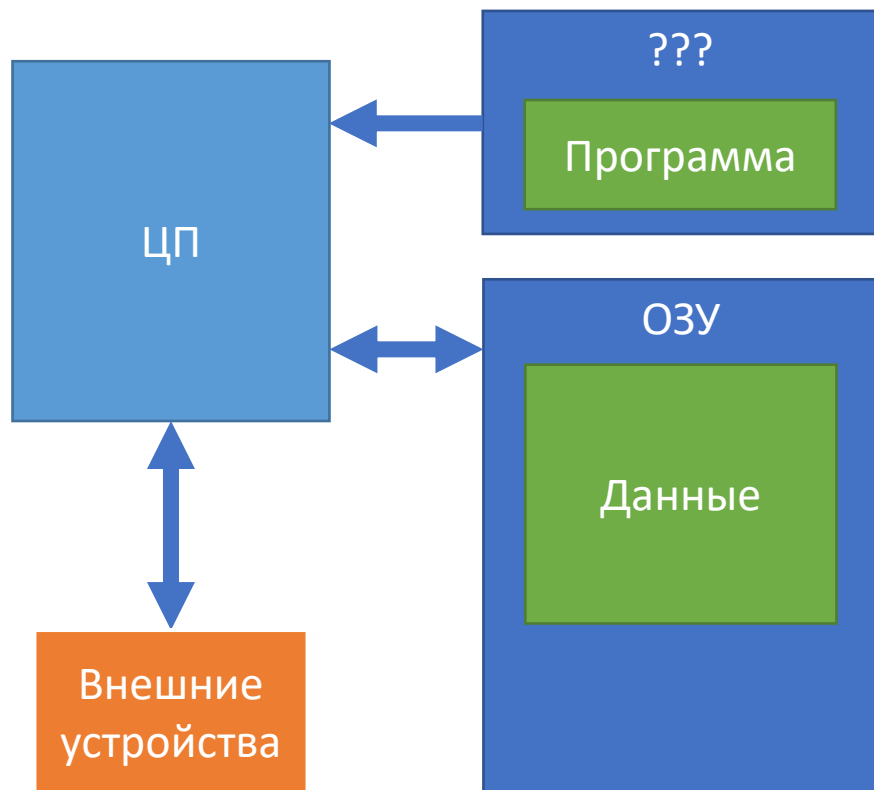 ???
Программа
ЦП
ОЗУ
Данные
Внешние
устройства